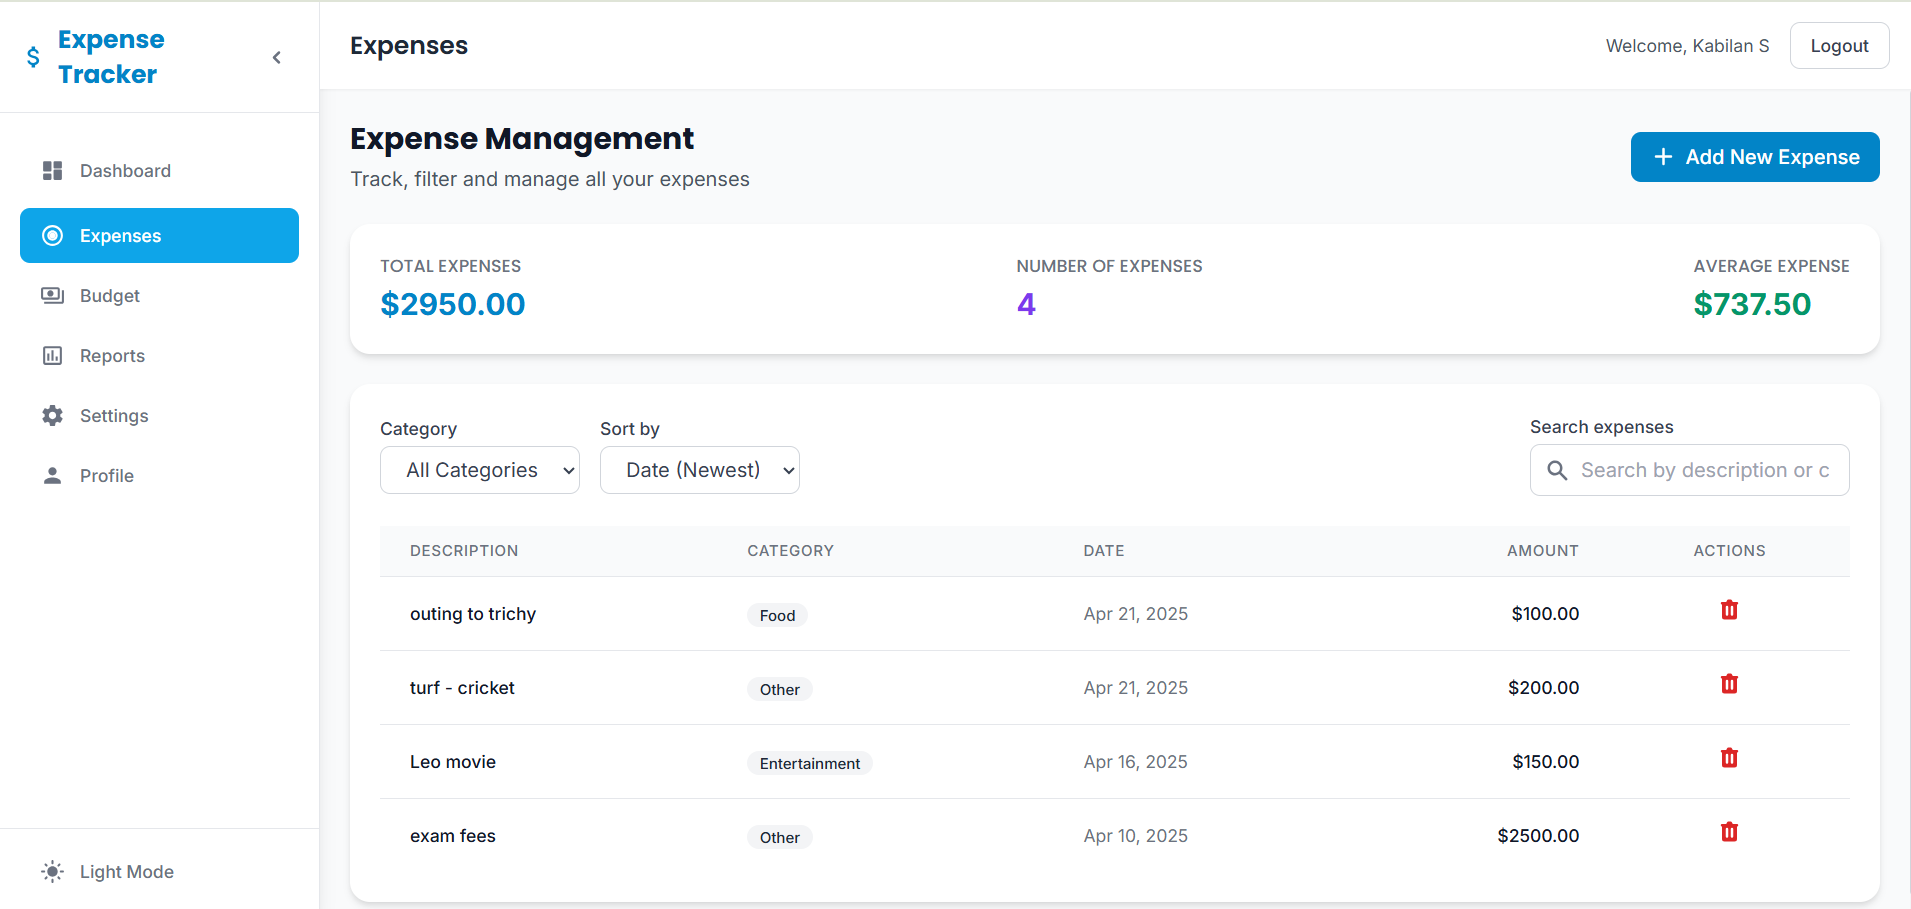 $ Expense
Tracker
Expenses
Welcome, Kabilan S
Logout
Dashboard
Expenses
Budget
Reports
Settings
Profile
Light Mode
Expense Management
Track, filter and manage all your expenses
+ Add New Expense
TOTAL EXPENSES
$2950.00
NUMBER OF EXPENSES
4
AVERAGE EXPENSE
$737.50
Category
All Categories
Sort by
Date (Newest)
Search expenses
Search by description or c
DESCRIPTION CATEGORY DATE AMOUNT ACTIONS
outing to trichy Food Apr 21, 2025 $100.00
turf - cricket Other Apr 21, 2025 $200.00
Leo movie Entertainment Apr 16, 2025 $150.00
exam fees Other Apr 10, 2025 $2500.00